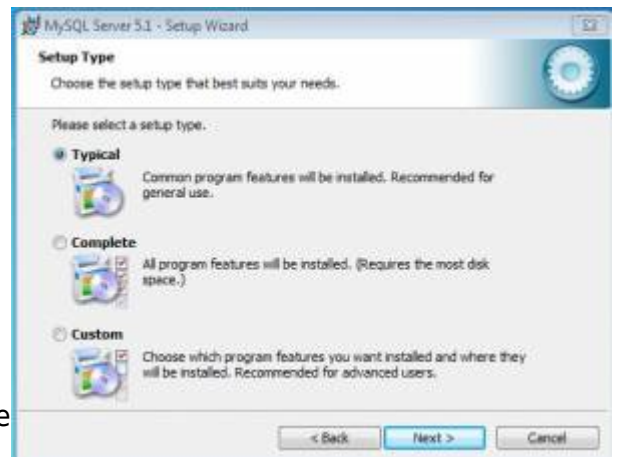 MySQL Server 5.1 - Setup Wizard
Setup Type
Choose the setup type that best suits your needs.
Please select a setup type.
Typical
Common program features will be installed. Recommended for
general use.
Complete
All program features will be installed. (Requires the most disk
space.)
Custom
Choose which program features you want installed and where they
will be installed. Recommended for advanced users.
e
< Back
Next >
Cancel